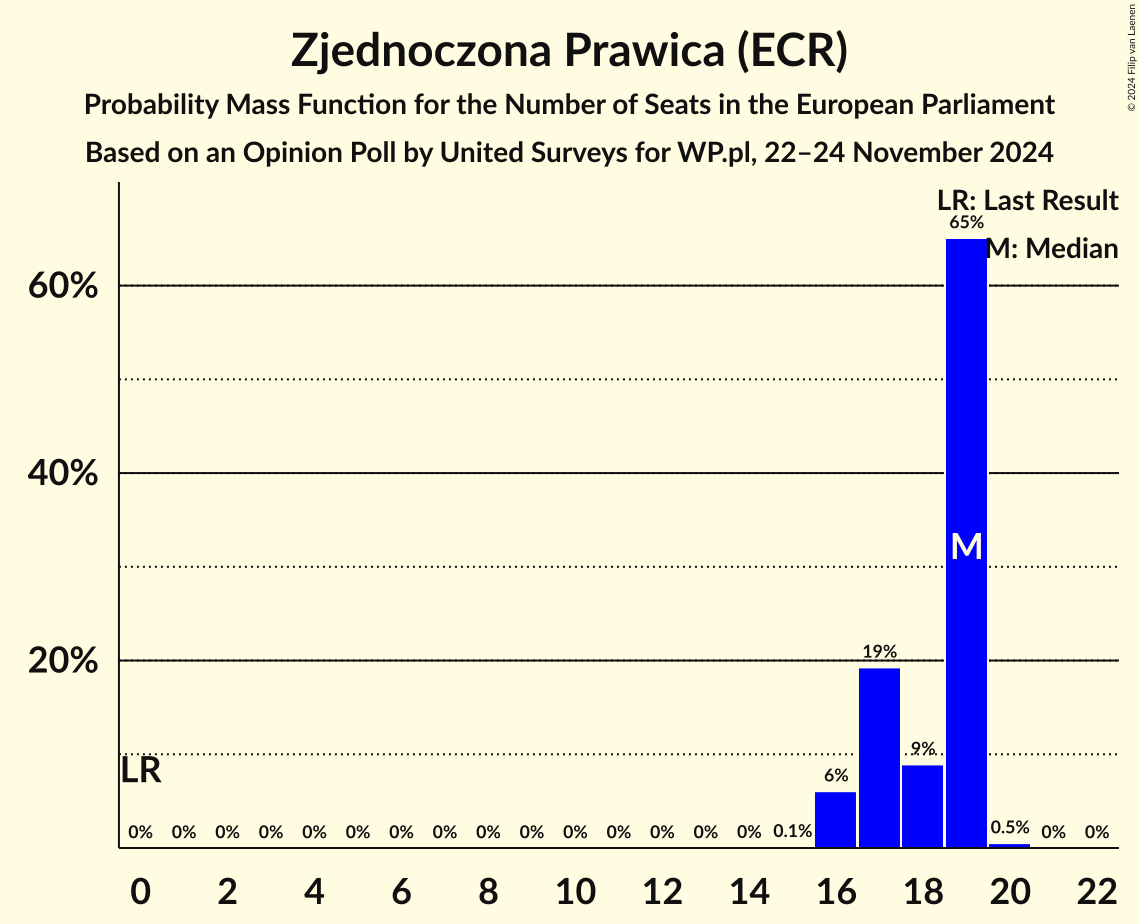 Zjednoczona Prawica (ECR)
Probability Mass Function for the Number of Seats in the European Parliament
Based on an Opinion Poll by United Surveys for WP.pl, 22–24 November 2024
© 2024 Filip van Laenen
LR: Last Result
M: Median
60%
40%
20%
LR
M
0% 0% 0% 0% 0% 0% 0% 0% 0% 0% 0% 0% 0% 0% 0% 0.1% 6% 19% 9% 65% 0.5% 0% 0%
0 2 4 6 8 10 12 14 16 18 20 22